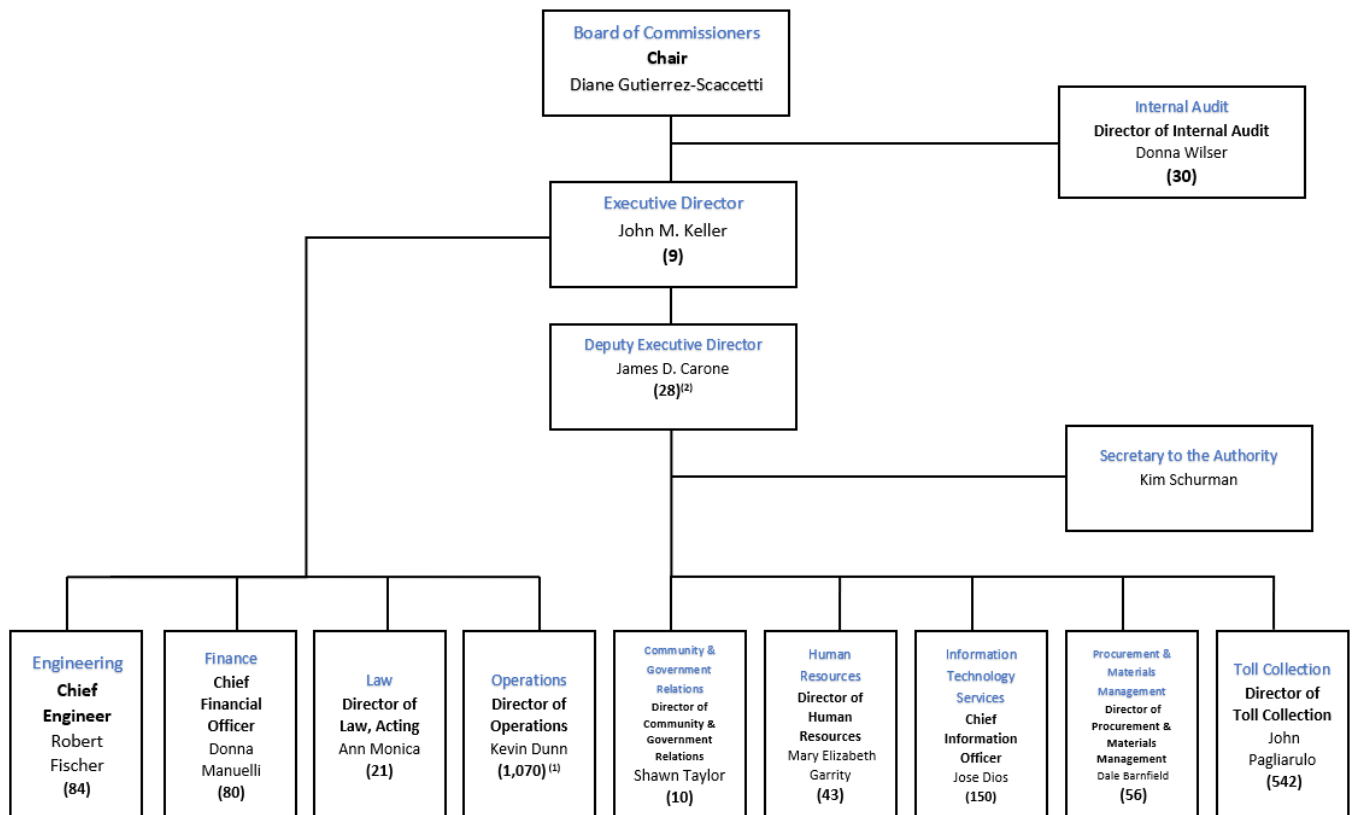 Board of Commissioners
Chair
Diane Gutierrez-Scaccetti
Internal Audit
Director of Internal Audit
Donna Wilser
(30)
Executive Director
John M. Keller
(9)
Deputy Executive Director
James D. Carone
(28)(2)
Secretary to the Authority
Kim Schurman
Engineering
Chief
Engineer
Robert
Fischer
(84)
Finance
Chief
Financial
Officer
Donna
Manuelli
(80)
Law
Director of
Law, Acting
Ann Monica
(21)
Operations
Director of
Operations
Kevin Dunn
(1,070) (1)
Community &
Government
Relations
Director of
Community &
Government
Relations
Shawn Taylor
(10)
Human
Resources
Director of
Human
Resources
Mary Elizabeth
Garrity
(43)
Information
Technology
Services
Chief
Information
Officer
Jose Dios
(150)
Procurement &
Materials
Management
Director of
Procurement &
Materials
Management
Dale Barnfield
(56)
Toll Collection
Director of
Toll Collection
John
Pagliarulo
(542)